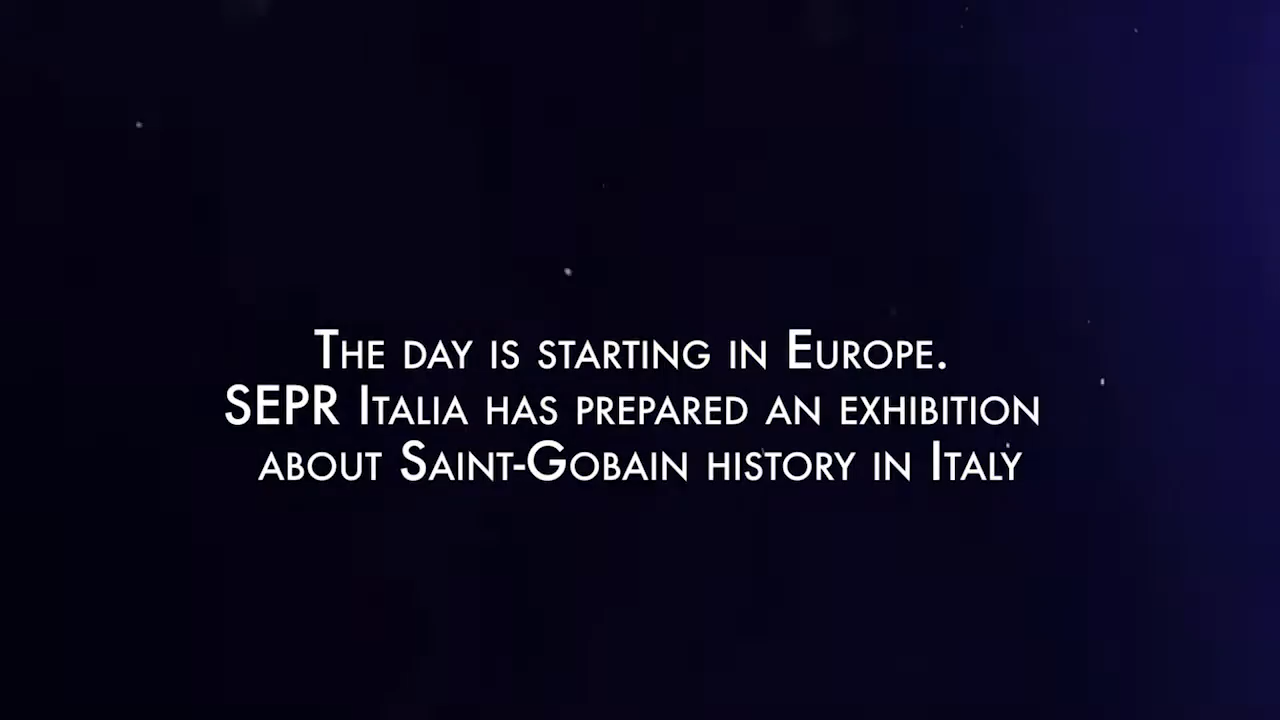 The day is starting in Europe.
SEPR Italia has prepared an exhibition
about Saint-Gobain history in Italy